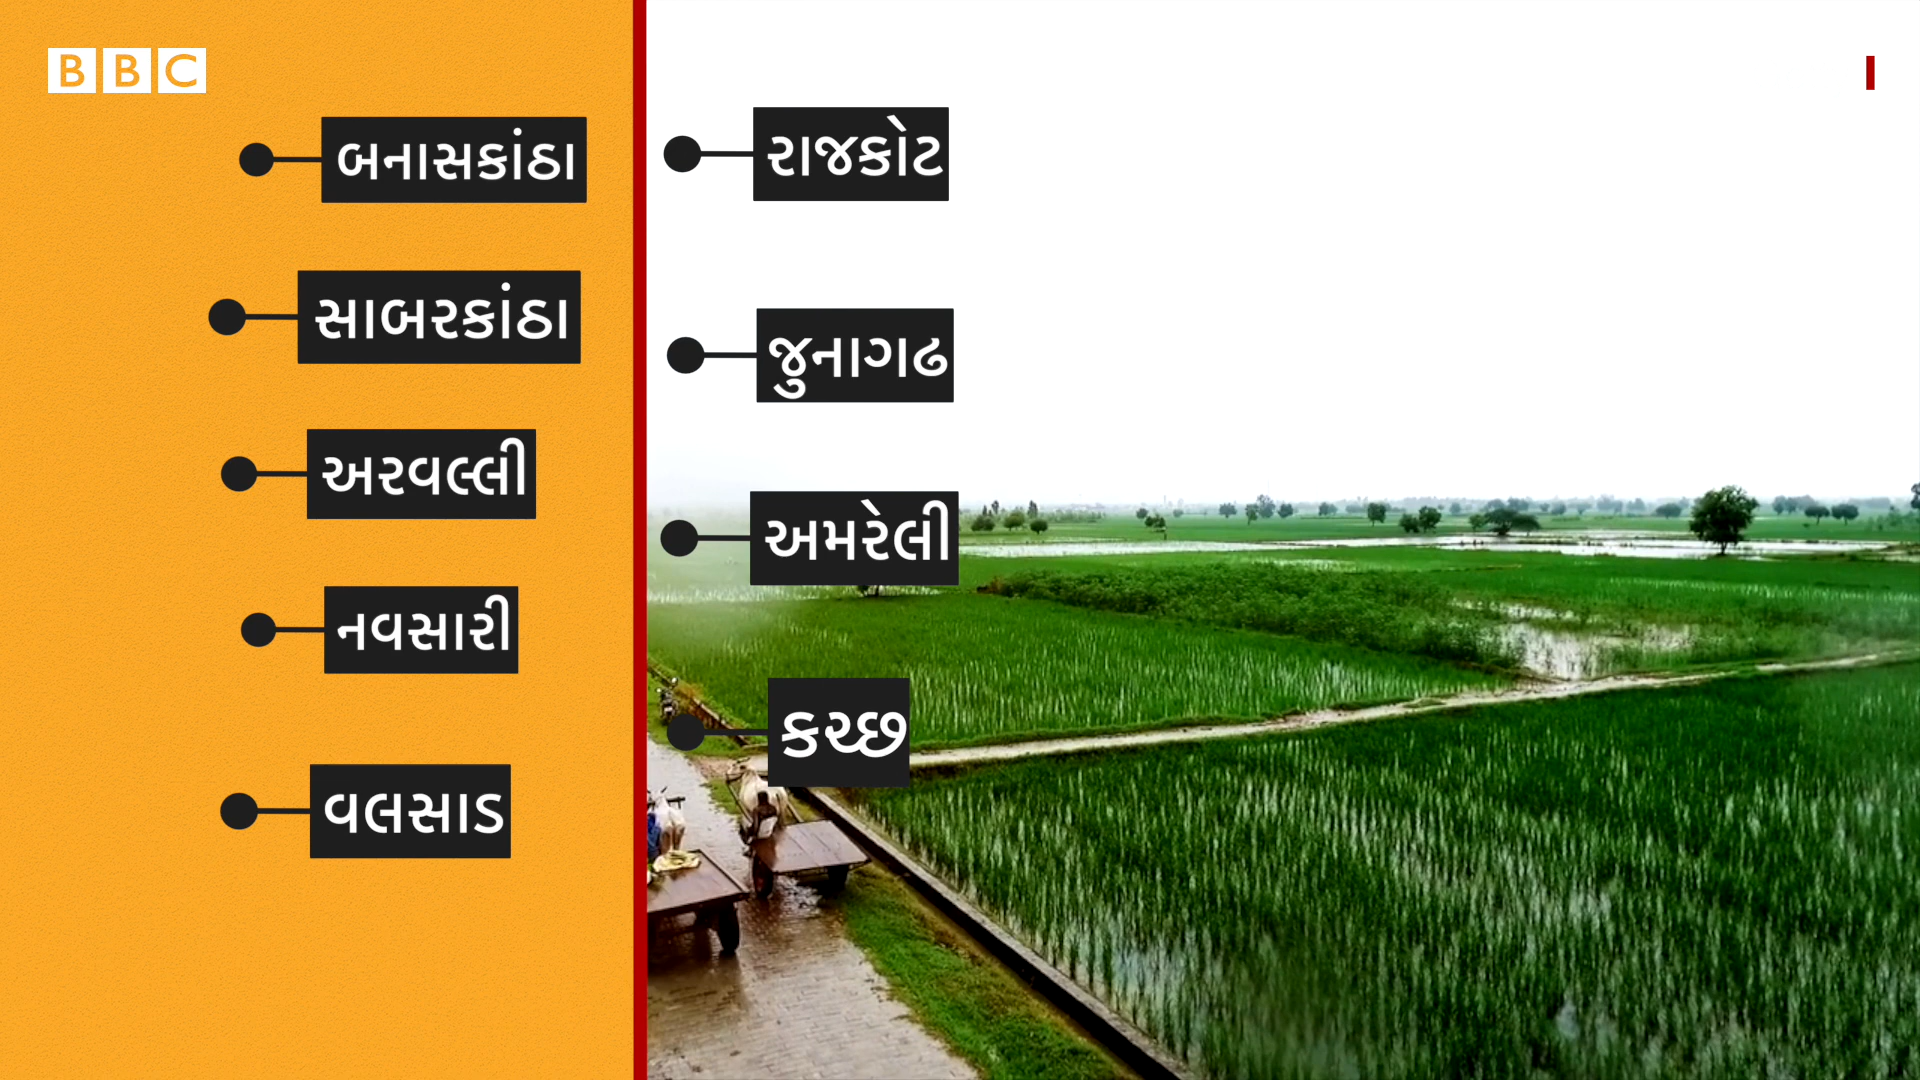 BBC
બનાસકાંઠા
સાબરકાંઠા
અરવલ્લી
નવસારી
વલસાડ
રાજકોટ
જુનાગઢ
અમરેલી
કચ્છ